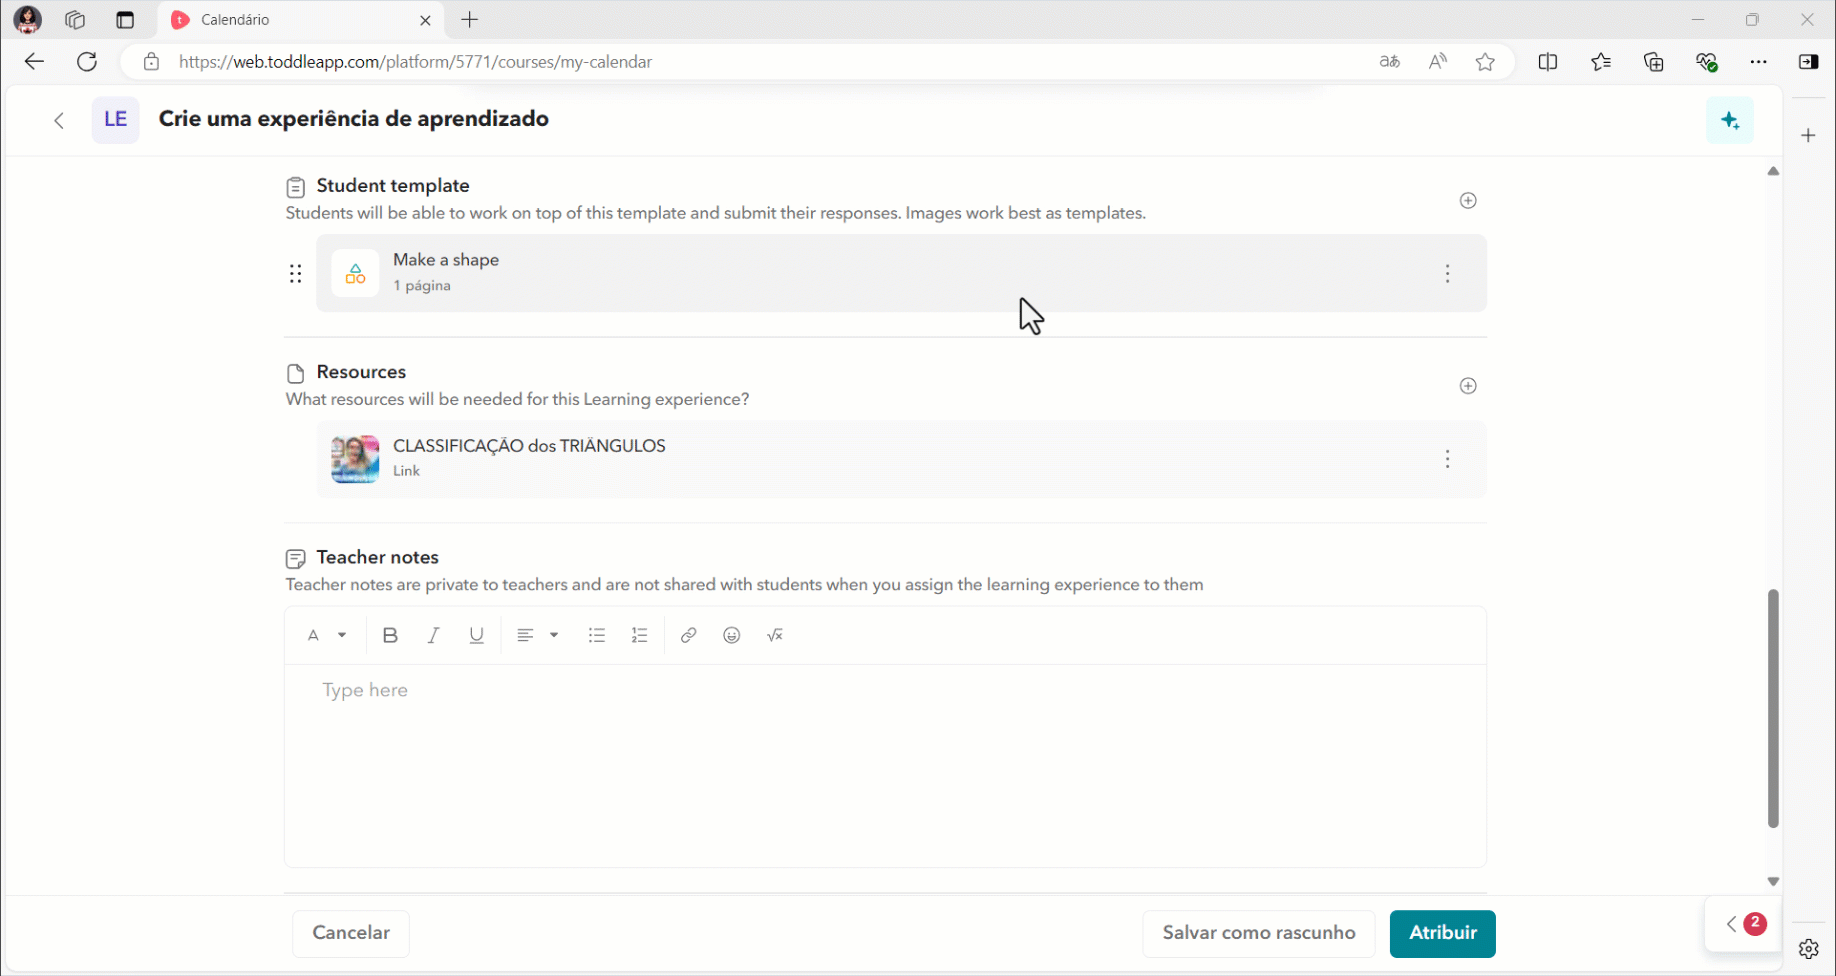 Calendário
https://web.toddleapp.com/platform/5771/courses/my-calendar
LE
Crie uma experiência de aprendizado
Student template
Students will be able to work on top of this template and submit their responses. Images work best as templates.
Make a shape
1 página
Resources
What resources will be needed for this Learning experience?
CLASSIFICAÇÃO dos TRIÂNGULOS
Link
Teacher notes
Teacher notes are private to teachers and are not shared with students when you assign the learning experience to them
Type here
Cancelar
Salvar como rascunho
Atribuir
2